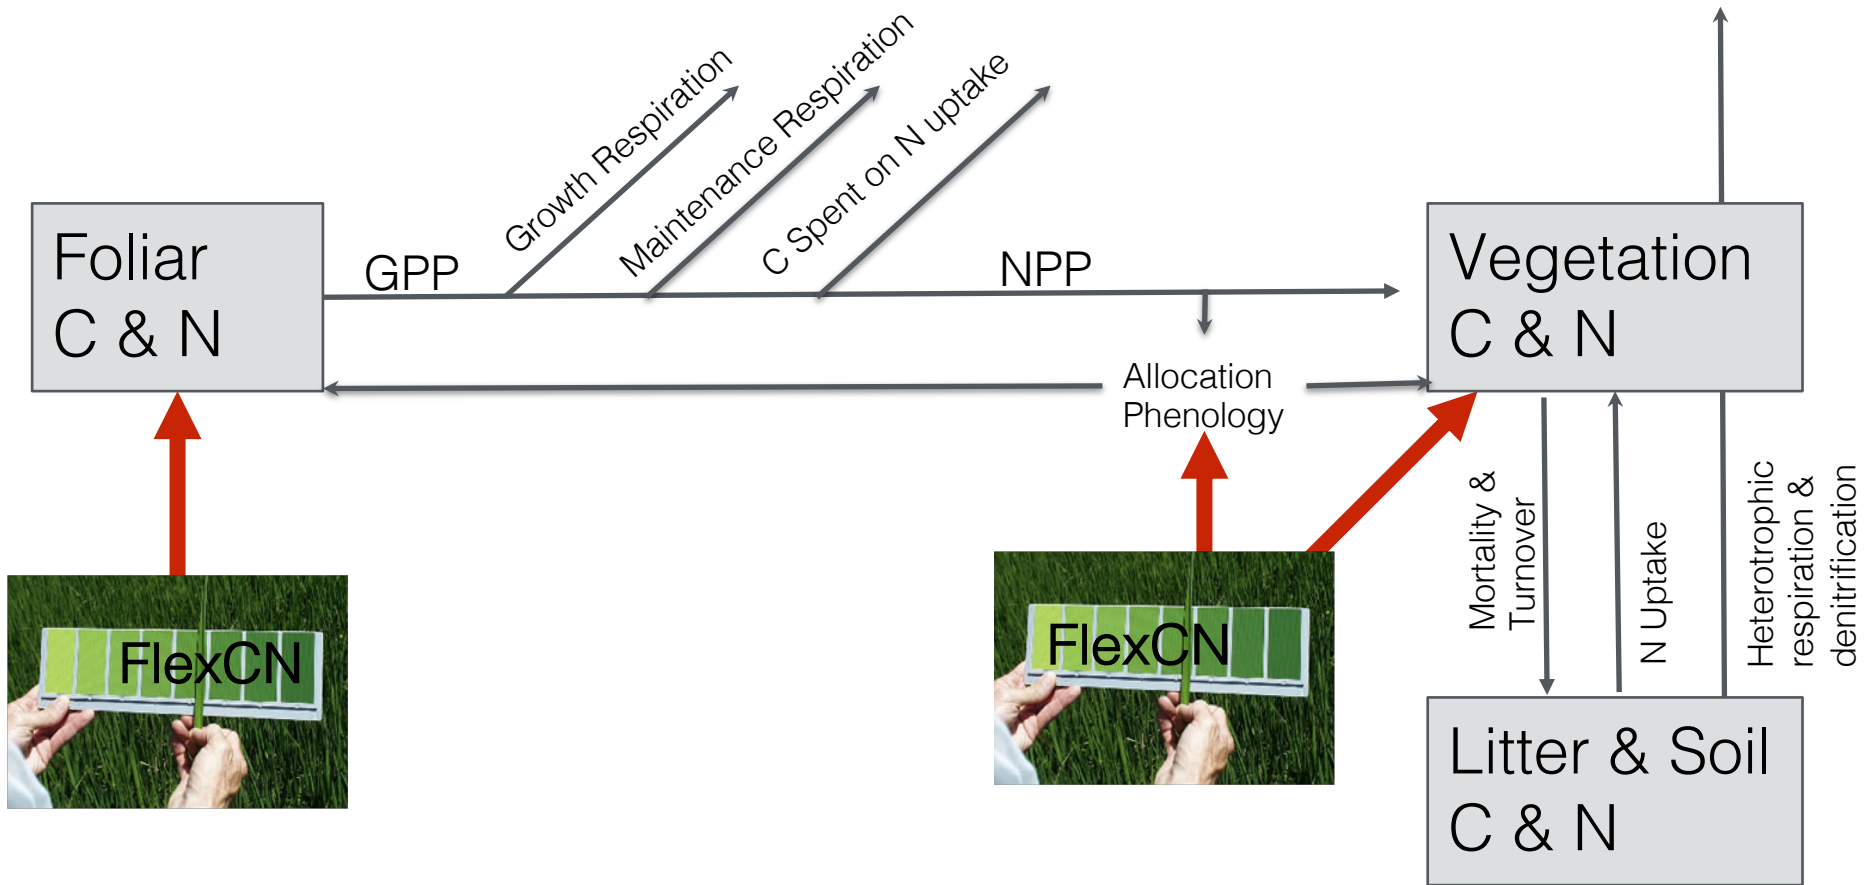 Growth Respiration
Maintenance Respiration
C Spent on N uptake
Foliar
C & N
GPP
NPP
Vegetation
C & N
Allocation
Phenology
FlexCN
FlexCN
Mortality &
Turnover
N Uptake
Heterotrophic
respiration &
denitrification
Litter & Soil
C & N